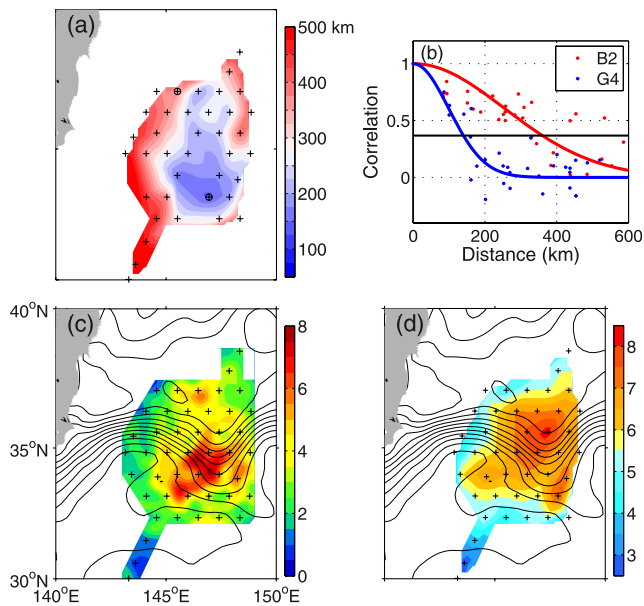 (a)
500 km
400
300
200
100
(b)
B2
G4
Correlation
1
0.5
0
0
200
400
600
Distance (km)
(c)
40°N
35°N
30°N
140°E
145°E
150°E
8
6
4
2
0
(d)
8
7
6
5
4
3